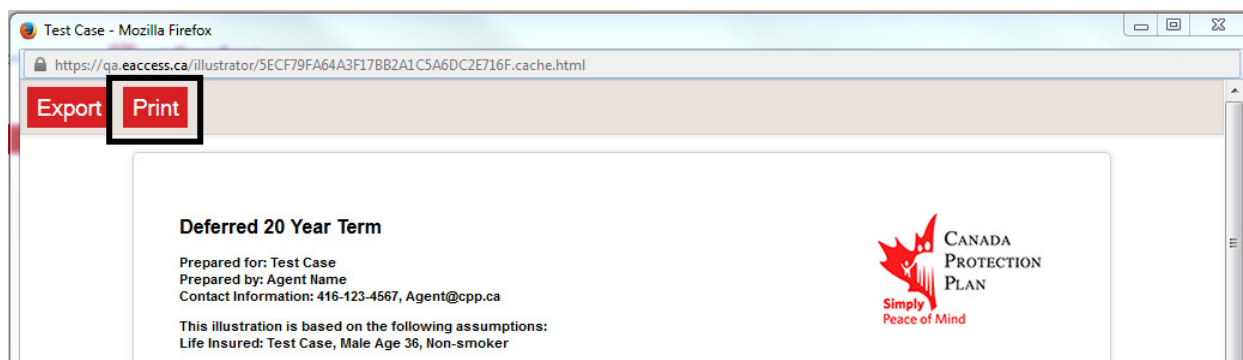 Test Case - Mozilla Firefox
https://qa.eaccess.ca/illustrator/5ECF79FA64A3F17BB2A1C5A6DC2E716F.cache.html
Export Print
Deferred 20 Year Term
Prepared for: Test Case
Prepared by: Agent Name
Contact Information: 416-123-4567, Agent@cpp.ca
This illustration is based on the following assumptions:
Life Insured: Test Case, Male Age 36, Non-smoker
CANADA
PROTECTION
PLAN
Simply
Peace of Mind